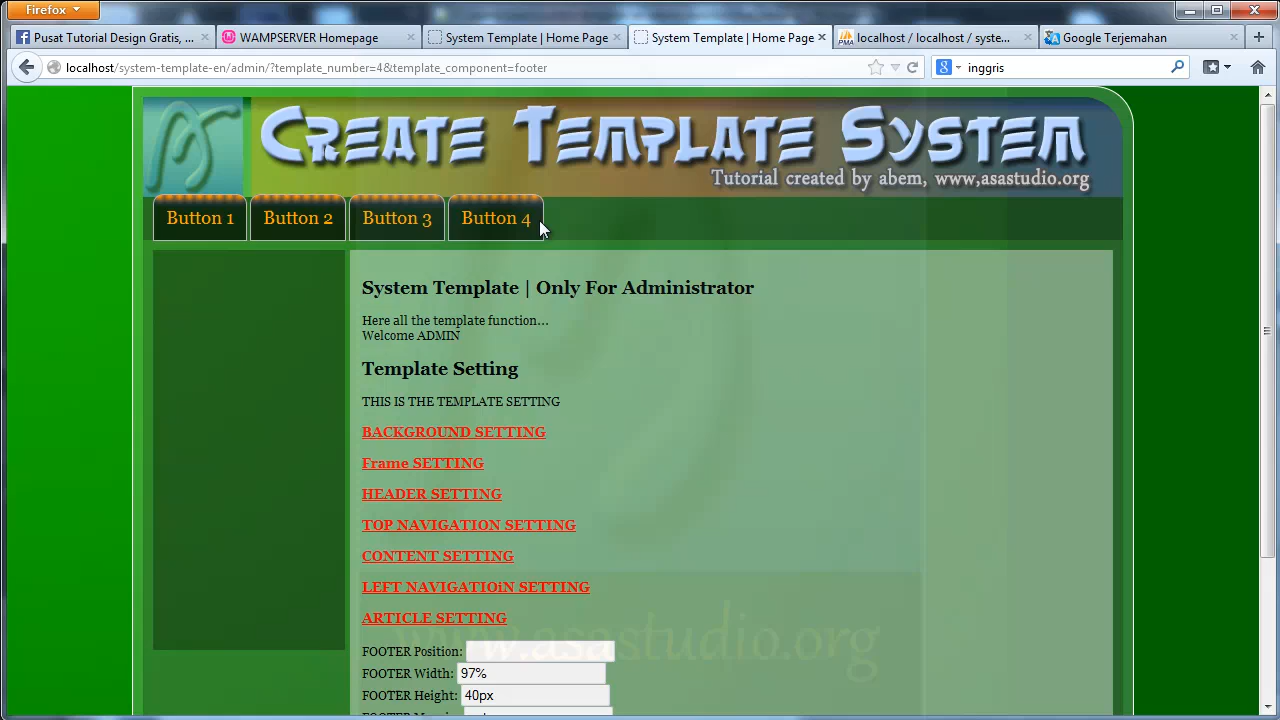 Firefox
Pusat Tutorial Design Gratis, ...
WAMPSERVER Homepage
System Template | Home Page
System Template | Home Page
localhost / localhost / syste...
Google Terjemahan
localhost/system-template-en/admin/?template_number=4&template_component=footer
inggris
Create Template System
Tutorial created by abem, www.asastudio.org
Button 1
Button 2
Button 3
Button 4
System Template | Only For Administrator
Here all the template function...
Welcome ADMIN
Template Setting
THIS IS THE TEMPLATE SETTING
BACKGROUND SETTING
Frame SETTING
HEADER SETTING
TOP NAVIGATION SETTING
CONTENT SETTING
LEFT NAVIGATIOiN SETTING
ARTICLE SETTING
www.asastudio.org
FOOTER Position:
FOOTER Width: 97%
FOOTER Height: 40px